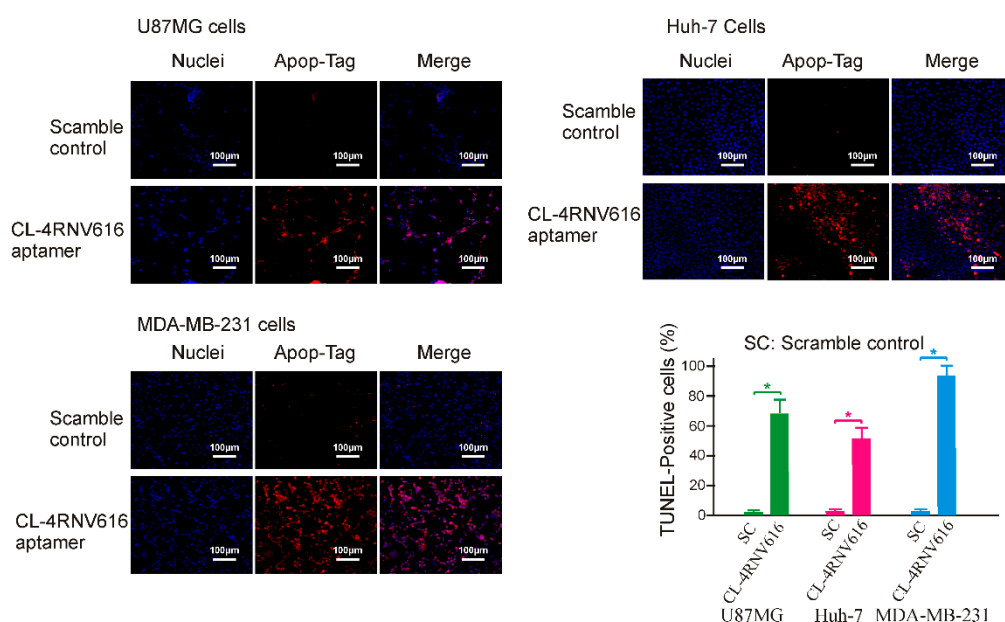 U87MG cells
Nuclei Apop-Tag Merge
Scamble
control
100µm 100µm 100µm
CL-4RNV616
aptamer
100µm 100µm 100µm
Huh-7 Cells
Nuclei Apop-Tag Merge
Scramble
control
100µm 100µm 100µm
CL-4RNV616
aptamer
100µm 100µm 100µm
MDA-MB-231 cells
Nuclei Apop-Tag Merge
Scramble
control
100µm 100µm 100µm
CL-4RNV616
aptamer
100µm 100µm 100µm
SC: Scramble control
TUNEL-Positive cells (%)
100
80
60
40
20
0
* * *
SC CL-4RNV616 SC CL-4RNV616 SC CL-4RNV616
U87MG Huh-7 MDA-MB-231